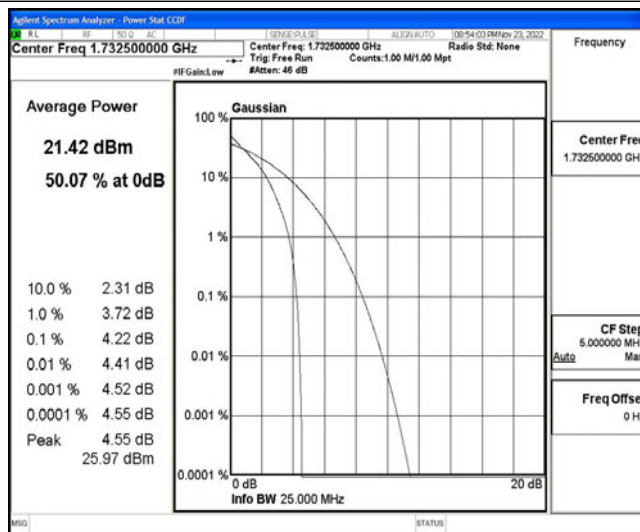 Agilent Spectrum Analyzer - Power Stat CCDF
RL RF 50 Ω AC SENSE:PULSE ALIGN AUTO 08:54:03 PM Nov 23, 2022
Center Freq 1.732500000 GHz
Center Freq: 1.732500000 GHz Radio Std: None
Trig: Free Run Counts:1.00 M/1.00 Mpt
#IFGain:Low #Atten: 46 dB
Frequency
Average Power
21.42 dBm
50.07 % at 0dB
10.0 % 2.31 dB
1.0 % 3.72 dB
0.1 % 4.22 dB
0.01 % 4.41 dB
0.001 % 4.52 dB
0.0001 % 4.55 dB
Peak 4.55 dB
25.97 dBm
Gaussian
100 %
10 %
1 %
0.1 %
0.01 %
0.001 %
0.0001 %
0 dB 20 dB
Info BW 25.000 MHz
Center Fre
1.732500000 GH
CF Step
5.000000 MH
Auto Ma
Freq Offse
0 H
MSG STATUS